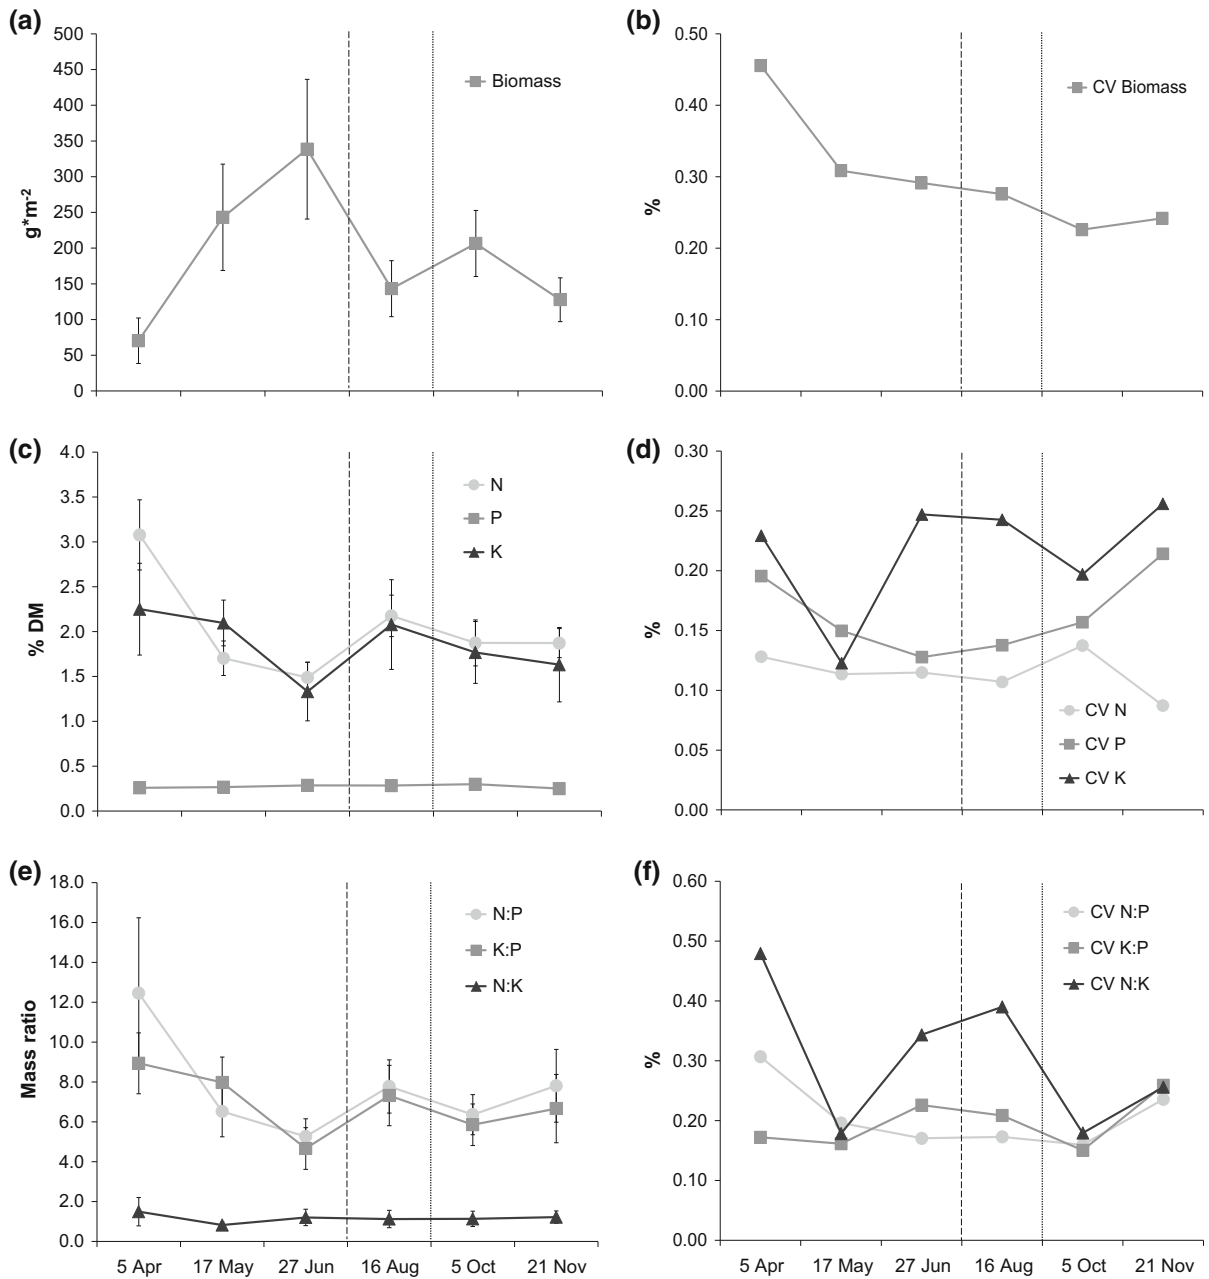 (a)
500
450
400
350
300
250
200
150
100
50
0
g*m-2
Biomass
(b)
0.50
0.40
0.30
0.20
0.10
0.00
%
CV Biomass
(c)
4.0
3.5
3.0
2.5
2.0
1.5
1.0
0.5
0.0
% DM
N
P
K
(d)
0.30
0.25
0.20
0.15
0.10
0.05
0.00
%
CV N
CV P
CV K
(e)
18.0
16.0
14.0
12.0
10.0
8.0
6.0
4.0
2.0
0.0
Mass ratio
N:P
K:P
N:K
5 Apr 17 May 27 Jun 16 Aug 5 Oct 21 Nov
(f)
0.60
0.50
0.40
0.30
0.20
0.10
0.00
%
CV N:P
CV K:P
CV N:K
5 Apr 17 May 27 Jun 16 Aug 5 Oct 21 Nov